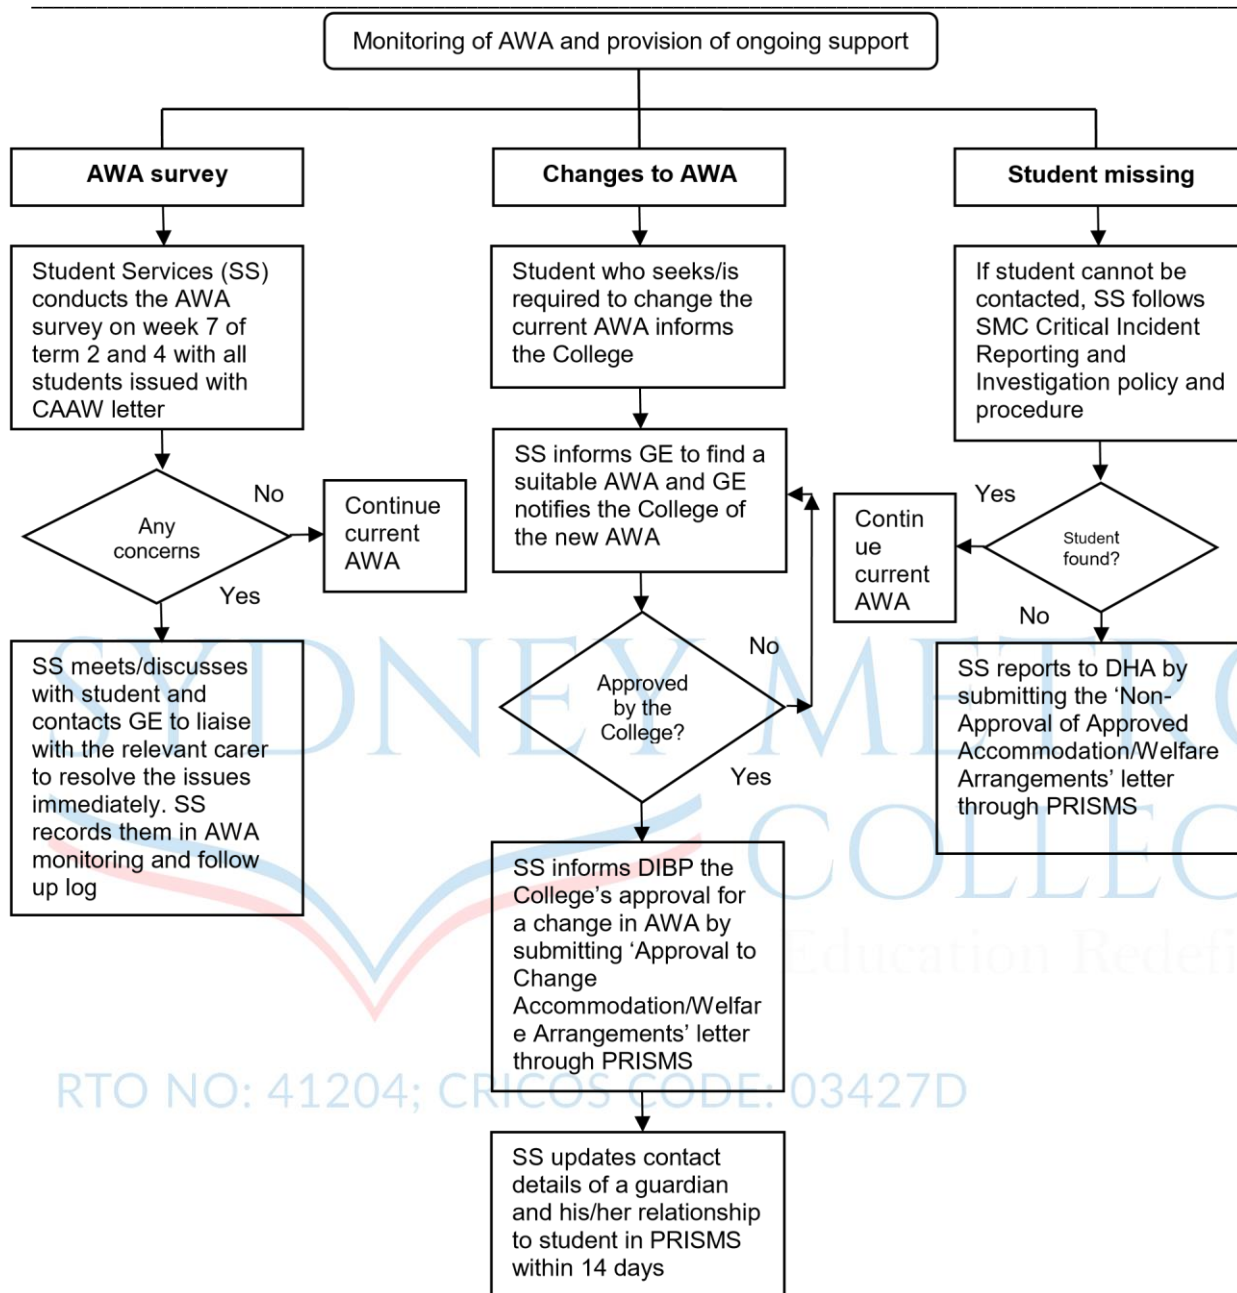 Monitoring of AWA and provision of ongoing support
AWA survey
Changes to AWA
Student missing
Student Services (SS)
conducts the AWA
survey on week 7 of
term 2 and 4 with all
students issued with
CAAW letter
Student who seeks/is
required to change the
current AWA informs
the College
If student cannot be
contacted, SS follows
SMC Critical Incident
Reporting and
Investigation policy and
procedure
Any
concerns
No
Yes
Continue
current
AWA
SS informs GE to find a
suitable AWA and GE
notifies the College of
the new AWA
Yes
Student
found?
No
Contin
ue
current
AWA
SS meets/discusses
with student and
contacts GE to liaise
with the relevant carer
to resolve the issues
immediately. SS
records them in AWA
monitoring and follow
up log
Approved
by the
College?
No
Yes
SS reports to DHA by
submitting the ‘Non-
Approval of Approved
Accommodation/Welfare
Arrangements’ letter
through PRISMS
SS informs DIBP the
College’s approval for
a change in AWA by
submitting ‘Approval to
Change
Accommodation/Welfar
e Arrangements’ letter
through PRISMS
SS updates contact
details of a guardian
and his/her relationship
to student in PRISMS
within 14 days
SYDNEY METRO
COLLEG
Education Redefi
RTO NO: 41204; CRICOS CODE: 03427D